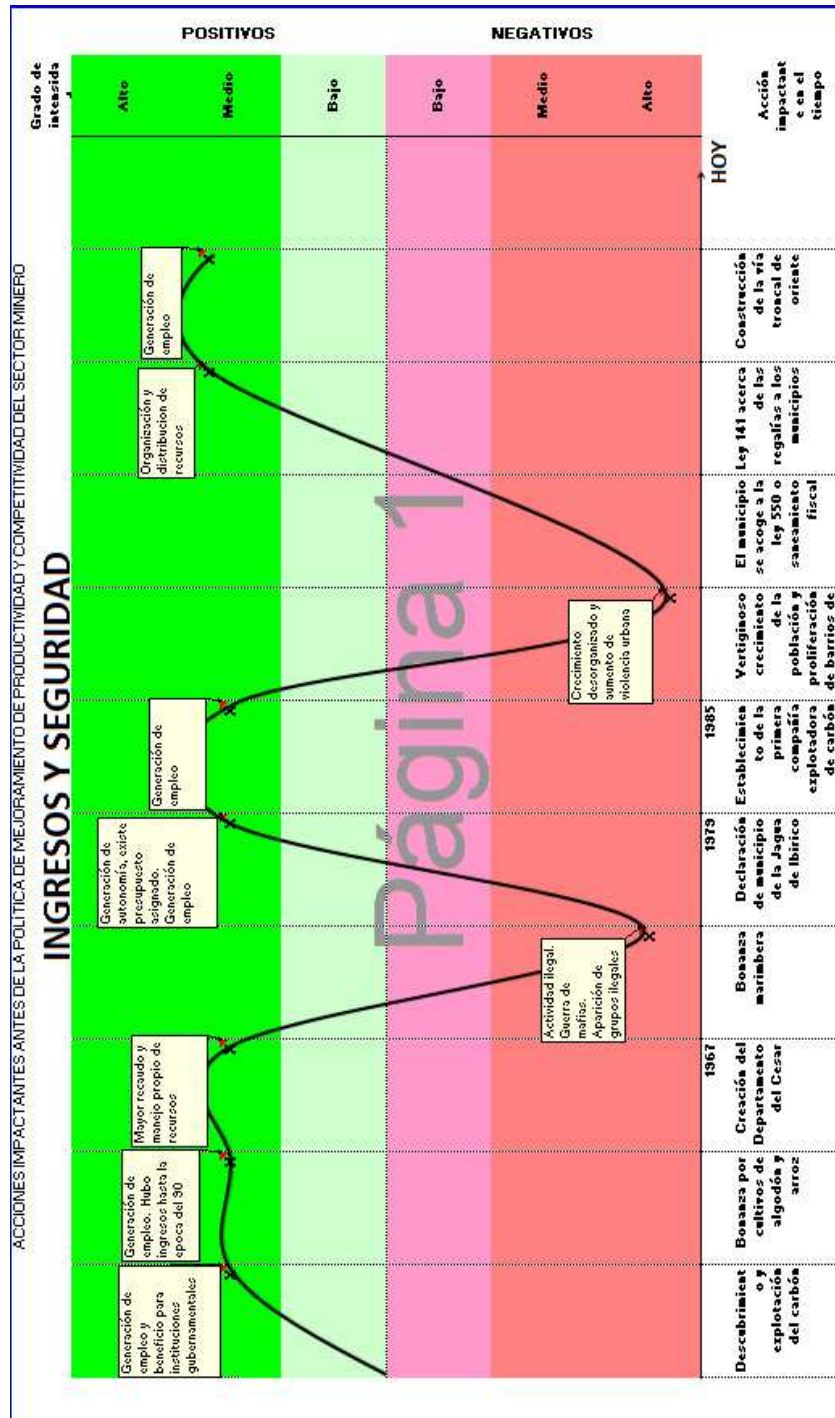 ACCIONES IMPACTANTES ANTES DE LA POLITICA DE MEJORAMIENTO DE PRODUCTIVIDAD Y COMPETITIVIDAD DEL SECTOR MINERO
INGRESOS Y SEGURIDAD
Grado de
intensida
POSITIVOS
Alto
Medio
Bajo
NEGATIVOS
Bajo
Medio
Alto
Acción
impactant
e en el
tiempo
HOY
Página 1
Generación de
empleo y
beneficio para
instituciones
gubernamentales
Generación de
empleo. Hubo
ingresos hasta la
epoca del 90
Mayor recaudo y
manejo propio de
recursos
Actividad ilegal.
Guerra de
mafias.
Aparición de
grupos ilegales
Generación de
autonomía, existe
presupuesto
asignado.
Generación de
empleo
Generación de
empleo
Crecimiento
desorganizado y
aumento de
violencia urbana
Organización y
distribucion de
recursos
Generación de
empleo
1967
1979
1985
Descubrimient
o y
explotación
del carbón
Bonanza por
cultivos de
algodón y
arroz
Creación del
Departamento
del Cesar
Bonanza
marimbera
Declaración
de municipio
de la Jagua
de Ibirico
Establecimien
to de la
primera
compañía
explotadora
de carbón
Vertiginoso
crecimiento
de la
población y
proliferación
de barrios de
El municipio
se acoge a la
ley 550 o
saneamiento
fiscal
Ley 141 acerca
de las
regalías a los
municipios
Construcción
de la vía
troncal de
oriente